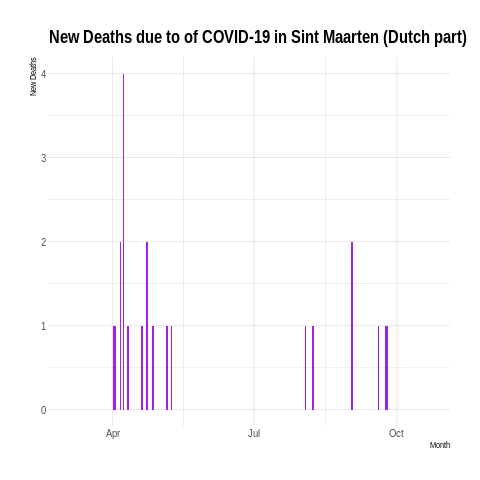 New Deaths due to of COVID-19 in Sint Maarten (Dutch part)
New Deaths
4
3
2
1
0
Apr
Jul
Oct
Month